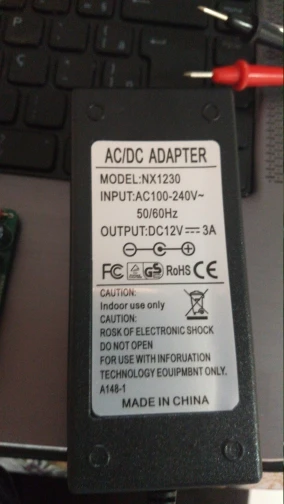 AC/DC ADAPTER
MODEL:NX1230
INPUT:AC100-240V~
50/60Hz
OUTPUT:DC12V⎓3A
FC GS RoHS CE
CAUTION:
Indoor use only
CAUTION:
ROSK OF ELECTRONIC SHOCK
DO NOT OPEN
FOR USE WITH INFORUATION
TECHNOLOGY EQUIPMBNT ONLY.
A148-1
MADE IN CHINA